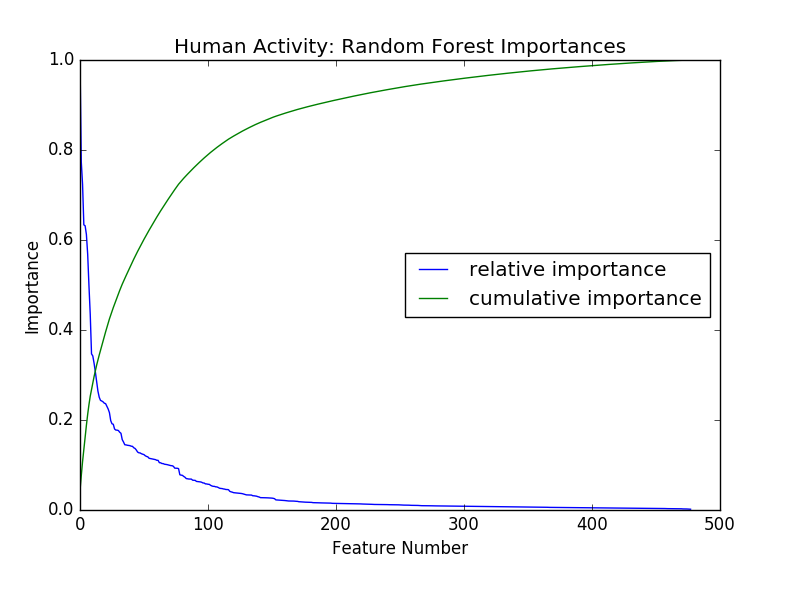 Human Activity: Random Forest Importances
1.0
0.8
0.6
0.4
0.2
0.0
Importance
relative importance
cumulative importance
0 100 200 300 400 500
Feature Number